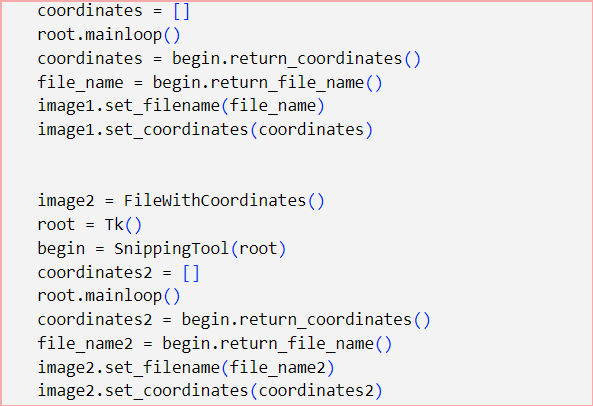 coordinates = []
root.mainloop()
coordinates = begin.return_coordinates()
file_name = begin.return_file_name()
image1.set_filename(file_name)
image1.set_coordinates(coordinates)
image2 = FileWithCoordinates()
root = Tk()
begin = SnippingTool(root)
coordinates2 = []
root.mainloop()
coordinates2 = begin.return_coordinates()
file_name2 = begin.return_file_name()
image2.set_filename(file_name2)
image2.set_coordinates(coordinates2)